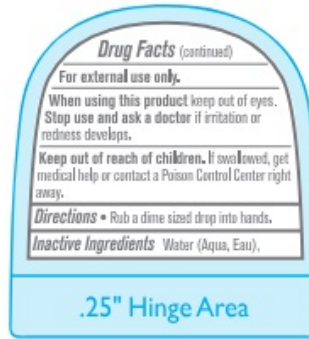 Drug Facts (continued)
For external use only.
When using this product keep out of eyes.
Stop use and ask a doctor if irritation or
redness develops.
Keep out of reach of children. If swallowed, get
medical help or contact a Poison Control Center right
away.
Directions • Rub a dime sized drop into hands.
Inactive Ingredients Water (Aqua, Eau),
.25" Hinge Area